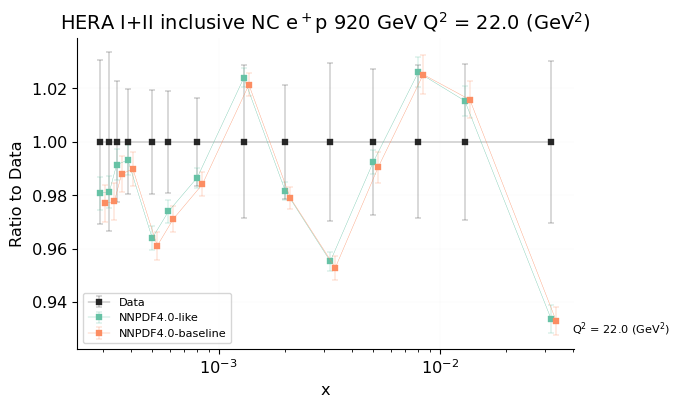 HERA I+II inclusive NC e⁺p 920 GeV Q² = 22.0 (GeV²)
Ratio to Data
1.02
1.00
0.98
0.96
0.94
Data
NNPDF4.0-like
NNPDF4.0-baseline
Q² = 22.0 (GeV²)
10⁻³
10⁻²
x